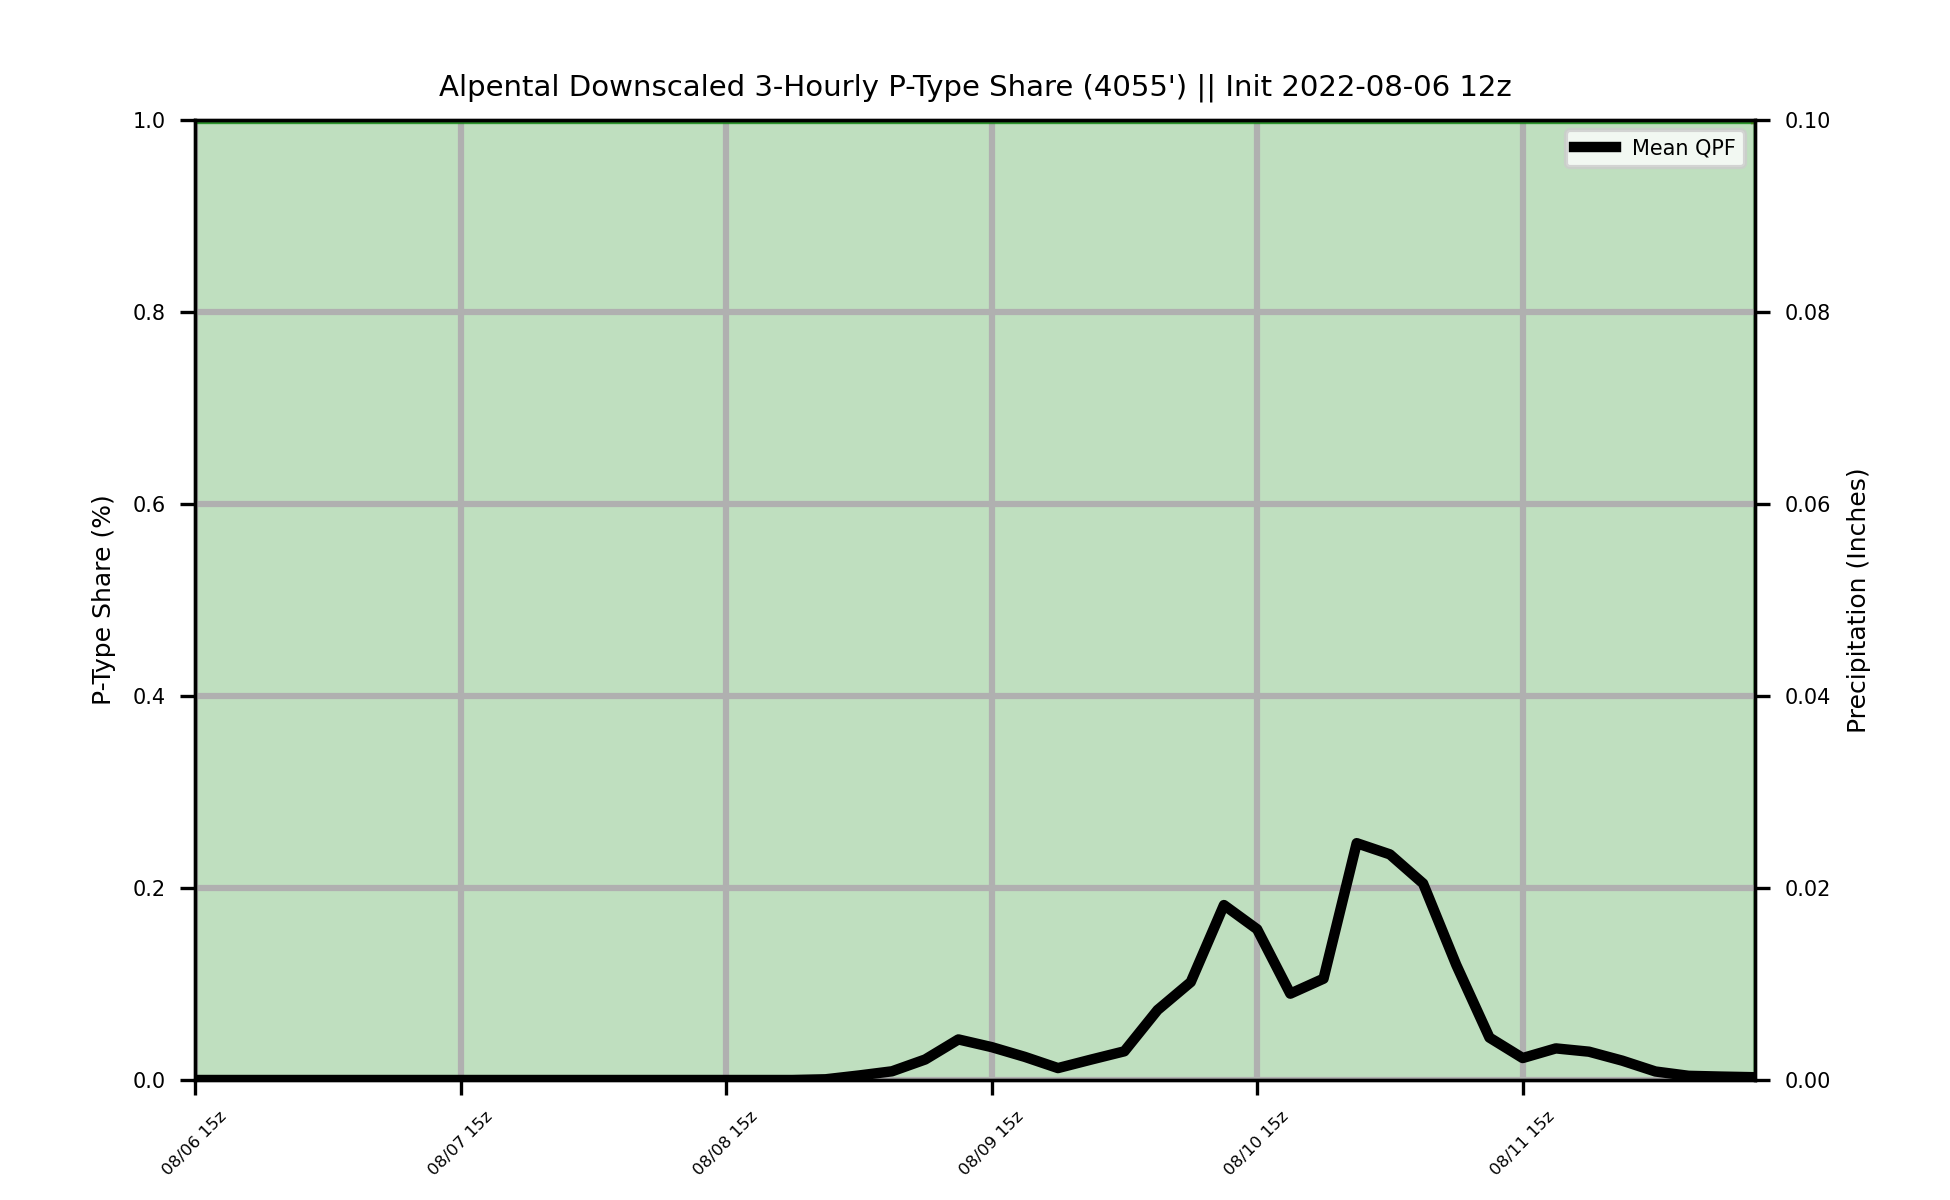 Alpental Downscaled 3-Hourly P-Type Share (4055') || Init 2022-08-06 12z
Mean QPF
P-Type Share (%)
1.0
0.8
0.6
0.4
0.2
0.0
0.10
0.08
0.06
0.04
0.02
0.00
Precipitation (Inches)
08/06 15z
08/07 15z
08/08 15z
08/09 15z
08/10 15z
08/11 15z